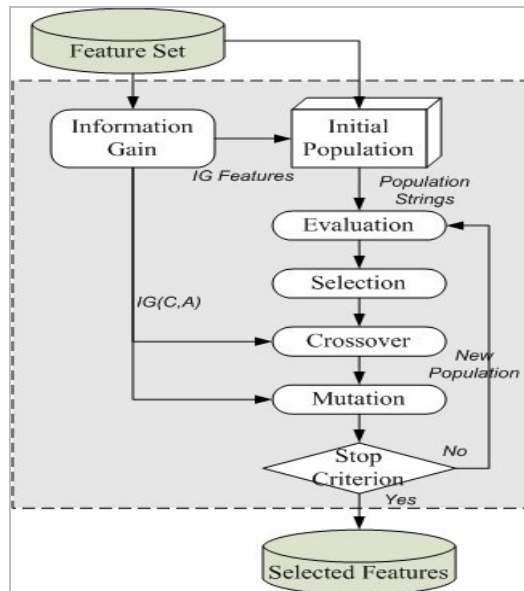 Feature Set
Information
Gain
Initial
Population
IG Features
Population
Strings
Evaluation
Selection
IG(C,A)
Crossover
New
Population
Mutation
Stop
Criterion
No
Yes
Selected Features